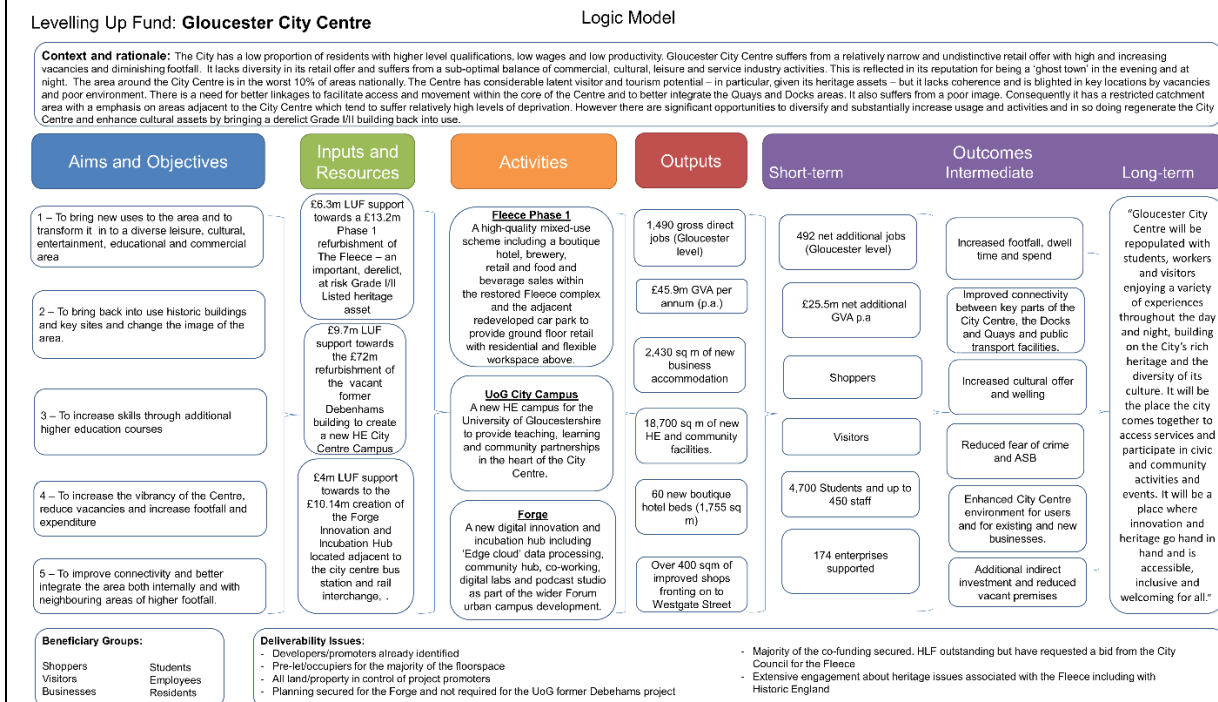 Levelling Up Fund: Gloucester City Centre
Logic Model
Context and rationale: The City has a low proportion of residents with higher level qualifications, low wages and low productivity. Gloucester City Centre suffers from a relatively narrow and undistinctive retail offer with high and increasing
vacancies and diminishing footfall. It lacks diversity in its retail offer and suffers from a sub-optimal balance of commercial, cultural, leisure and service industry activities. This is reflected in its reputation for being a 'ghost town' in the evening and at
night. The area around the City Centre is in the worst 10% of areas nationally. The Centre has considerable latent visitor and tourism potential – in particular, given its heritage assets – but it lacks coherence and is blighted in key locations by vacancies
and poor environment. There is a need for better linkages to facilitate access and movement within the core of the Centre and to better integrate the Quays and Docks areas. It also suffers from a poor image. Consequently it has a restricted catchment
area with a emphasis on areas adjacent to the City Centre which tend to suffer relatively high levels of deprivation. However there are significant opportunities to diversify and substantially increase usage and activities and in so doing regenerate the City
Centre and enhance cultural assets by bringing a derelict Grade I/II building back into use.
Aims and Objectives
1 – To bring new uses to the area and to
transform it in to a diverse leisure, cultural,
entertainment, educational and commercial
area
2 – To bring back into use historic buildings
and key sites and change the image of the
area.
3 – To increase skills through additional
higher education courses
4 – To increase the vibrancy of the Centre,
reduce vacancies and increase footfall and
expenditure
5 – To improve connectivity and better
integrate the area both internally and with
neighbouring areas of higher footfall.
Inputs and
Resources
£6.3m LUF support
towards a £13.2m
Phase 1
refurbishment of
The Fleece – an
important, derelict,
at risk Grade I/II
Listed heritage
asset
£9.7m LUF
support towards
the £72m
refurbishment of
the vacant
former
Debenhams
building to create
a new HE City
Centre Campus
£4m LUF support
towards to the
£10.14m creation of
the Forge
Innovation and
Incubation Hub
located adjacent to
the city centre bus
station and rail
interchange, .
Activities
Fleece Phase 1
A high-quality mixed-use
scheme including a boutique
hotel, brewery,
retail and food and
beverage sales within
the restored Fleece complex
and the adjacent
redeveloped car park to
provide ground floor retail
with residential and flexible
workspace above.
UoG City Campus
A new HE campus for the
University of Gloucestershire
to provide teaching, learning
and community partnerships
in the heart of the City
Centre.
Forge
A new digital innovation and
incubation hub including
'Edge cloud' data processing,
community hub, co-working,
digital labs and podcast studio
as part of the wider Forum
urban campus development.
Outputs
1,490 gross direct
jobs (Gloucester
level)
£45.9m GVA per
annum (p.a.)
2,430 sq m of new
business
accommodation
18,700 sq m of new
HE and community
facilities.
60 new boutique
hotel beds (1,755 sq
m)
Over 400 sqm of
improved shops
fronting on to
Westgate Street
Outcomes
Short-term
Intermediate
Long-term
492 net additional jobs
(Gloucester level)
£25.5m net additional
GVA p.a
Shoppers
Visitors
4,700 Students and up to
450 staff
174 enterprises
supported
Increased footfall, dwell
time and spend
Improved connectivity
between key parts of the
City Centre, the Docks
and Quays and public
transport facilities.
Increased cultural offer
and welling
Reduced fear of crime
and ASB
Enhanced City Centre
environment for users
and for existing and new
businesses.
Additional indirect
investment and reduced
vacant premises
"Gloucester City
Centre will be
repopulated with
students, workers
and visitors
enjoying a variety
of experiences
throughout the day
and night, building
on the City's rich
heritage and the
diversity of its
culture. It will be
the place the city
comes together to
access services and
participate in civic
and community
activities and
events. It will be a
place where
innovation and
heritage go hand in
hand and is
accessible,
inclusive and
welcoming for all."
Beneficiary Groups:
Shoppers
Visitors
Businesses
Students
Employees
Residents
Deliverability Issues:
- Developers/promoters already identified
- Pre-let/occupiers for the majority of the floorspace
- All land/property in control of project promoters
- Planning secured for the Forge and not required for the UoG former Debehams project
- Majority of the co-funding secured. HLF outstanding but have requested a bid from the City
Council for the Fleece
- Extensive engagement about heritage issues associated with the Fleece including with
Historic England